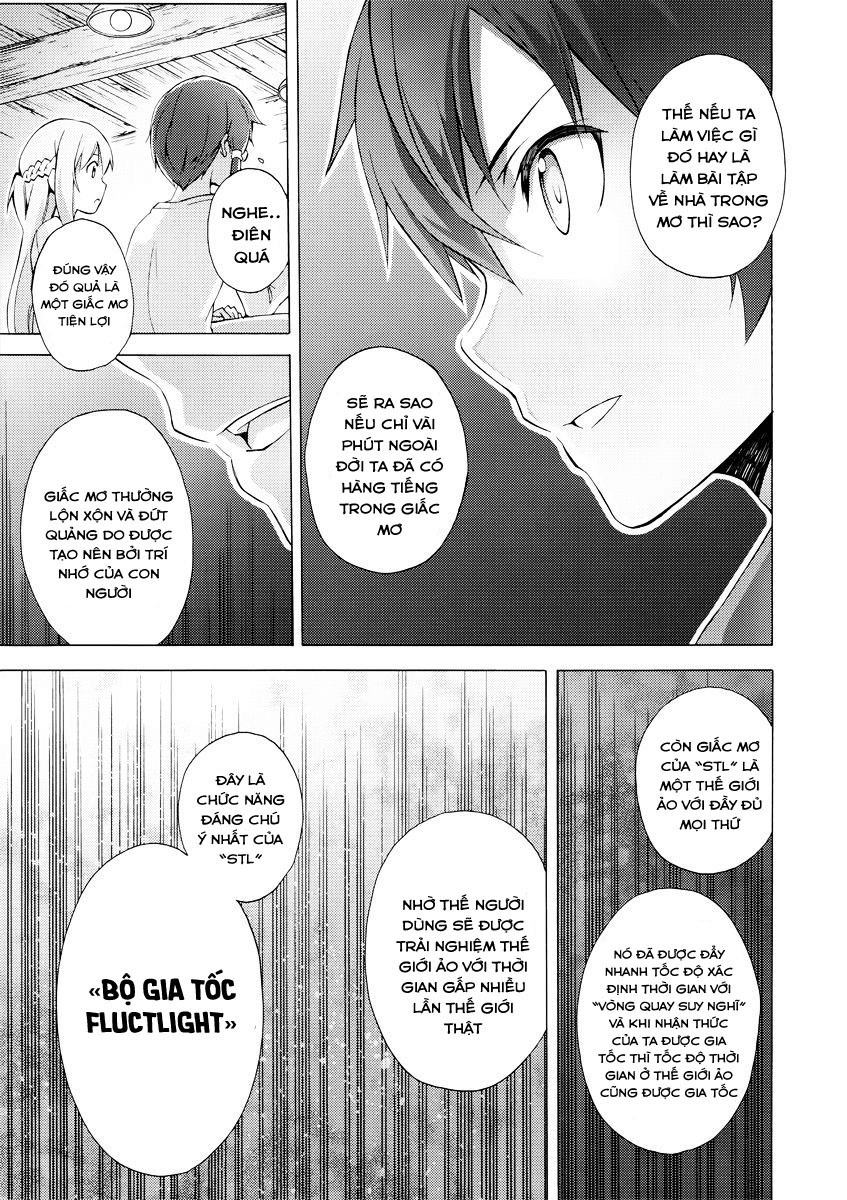 THẾ NẾU TA
LÀM VIỆC GÌ
ĐÓ HAY LÀ
LÀM BÀI TẬP
VỀ NHÀ TRONG
MƠ THÌ SAO?
SẼ RA SAO
NẾU CHỈ VÀI
PHÚT NGOÀI
ĐỜI TA ĐÃ CÓ
HÀNG TIẾNG
TRONG GIẤC
MƠ
NGHE..
ĐIÊN
QUÁ
ĐÚNG VẬY
ĐÓ QUẢ LÀ
MỘT GIẤC MƠ
TIỆN LỢI
GIẤC MƠ THƯỜNG
LỘN XỘN VÀ ĐỨT
QUẢNG DO ĐƯỢC
TẠO NÊN BỞI TRÍ
NHỚ CỦA CON
NGƯỜI
CÒN GIẤC MƠ
CỦA "STL" LÀ
MỘT THẾ GIỚI
ẢO VỚI ĐẦY ĐỦ
MỌI THỨ
NÓ ĐÃ ĐƯỢC ĐẨY
NHANH TỐC ĐỘ XÁC
ĐỊNH THỜI GIAN VỚI
"VÒNG QUAY SUY NGHĨ"
VÀ KHI NHẬN THỨC
CỦA TA ĐƯỢC GIA
TỐC THÌ TỐC ĐỘ THỜI
GIAN Ở THẾ GIỚI ẢO
CŨNG ĐƯỢC GIA TỐC
NHỜ THẾ NGƯỜI
DÙNG SẼ ĐƯỢC
TRẢI NGHIỆM THẾ
GIỚI ẢO VỚI THỜI
GIAN GẤP NHIỀU
LẦN THẾ GIỚI
THẬT
ĐÂY LÀ
CHỨC NĂNG
ĐÁNG CHÚ
Ý NHẤT CỦA
"STL"
«BỘ GIA TỐC
FLUCTLIGHT»